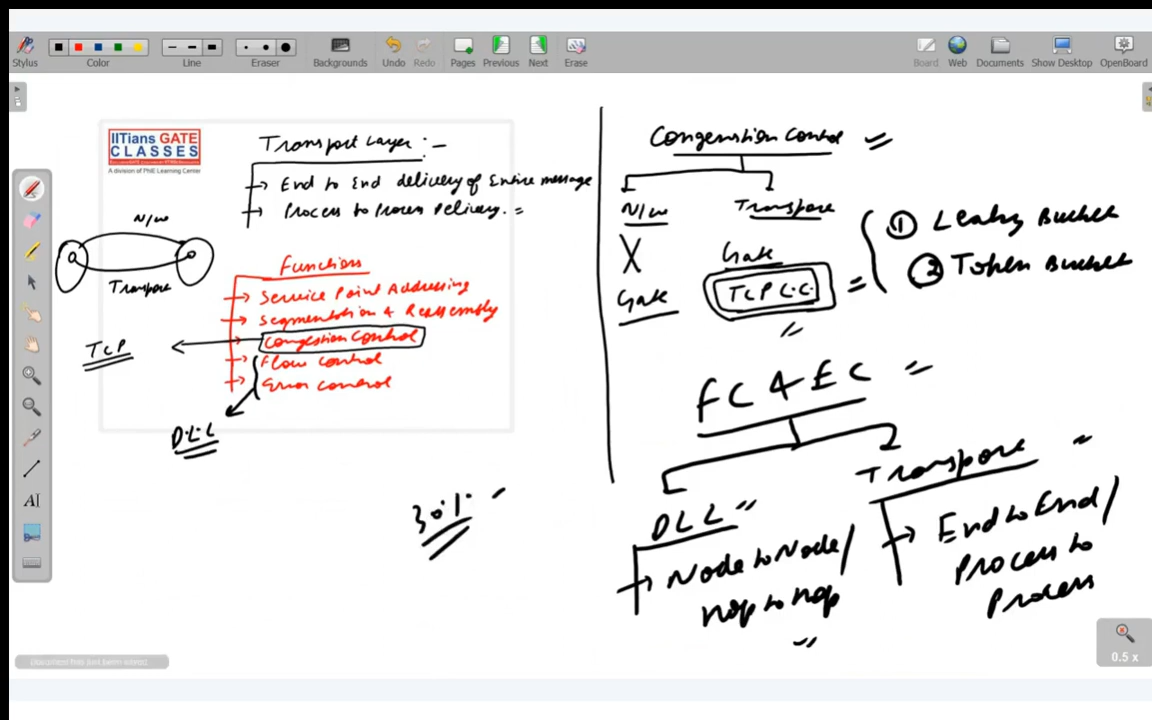 Stylus
Color
Line
Eraser
Backgrounds
Undo
Redo
Pages
Previous
Next
Erase
Board
Web
Documents
Show Desktop
OpenBoard
IITians GATE
CLASSES
A division of PhIE Learning Center
Transport Layer :-
→ End to End delivery of Entire message
→ Process to Process Delivery. =
N/W
Transport
Functions
→ Service Point Addressing
→ Segmentation & Reassembly
→ Congestion Control
→ Flow Control
→ Error Control
TCP
D.L.L
30%
Congenstion Control
N/W
Transport
X
Gate
Gate
TCP C.C.
① Leaky Bucket
② Token Bucket
FC & EC
DLL
→ Node to Node/
Hop to Hop
Transport
→ End to End/
Process to
Process
0.5 x